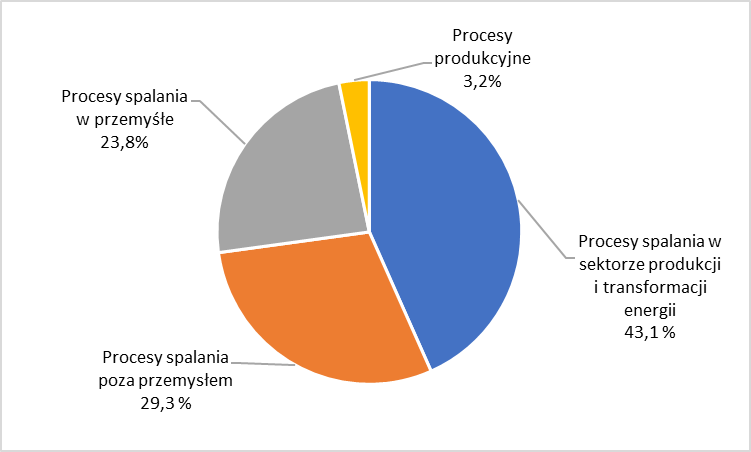 Procesy
produkcyjne
3,2%
Procesy spalania
w przemyśłe
23,8%
Procesy spalania w
sektorze produkcji
i transformacji
energii
43,1 %
Procesy spalania
poza przemysłem
29,3 %